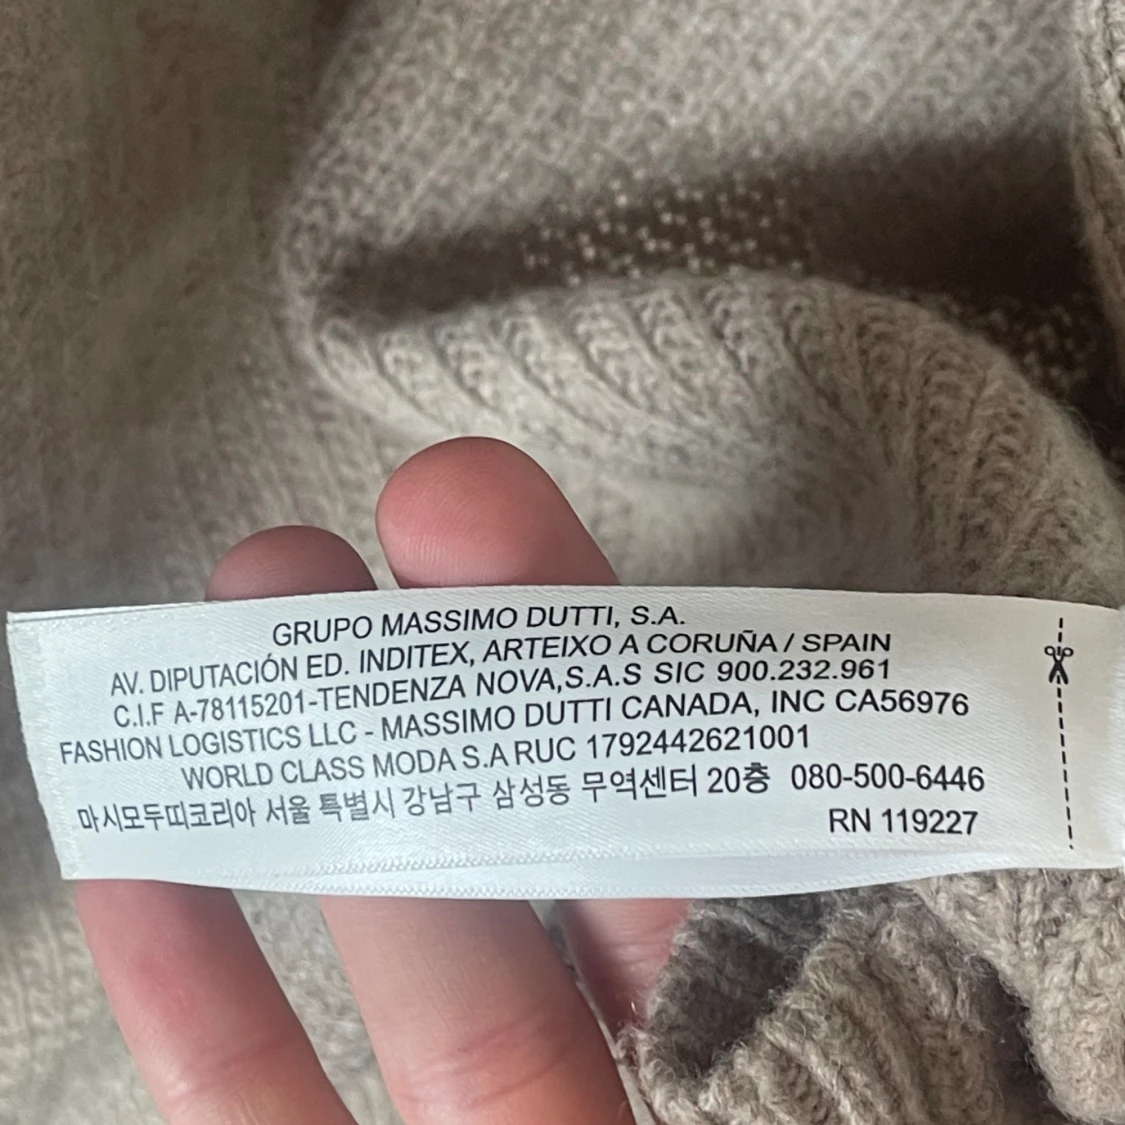 GRUPO MASSIMO DUTTI, S.A.
AV. DIPUTACIÓN ED. INDITEX, ARTEIXO A CORUÑA / SPAIN
C.I.F A-78115201-TENDENZA NOVA,S.A.S SIC 900.232.961
FASHION LOGISTICS LLC - MASSIMO DUTTI CANADA, INC CA56976
WORLD CLASS MODA S.A RUC 1792442621001
마시모두띠코리아 서울 특별시 강남구 삼성동 무역센터 20층 080-500-6446
RN 119227